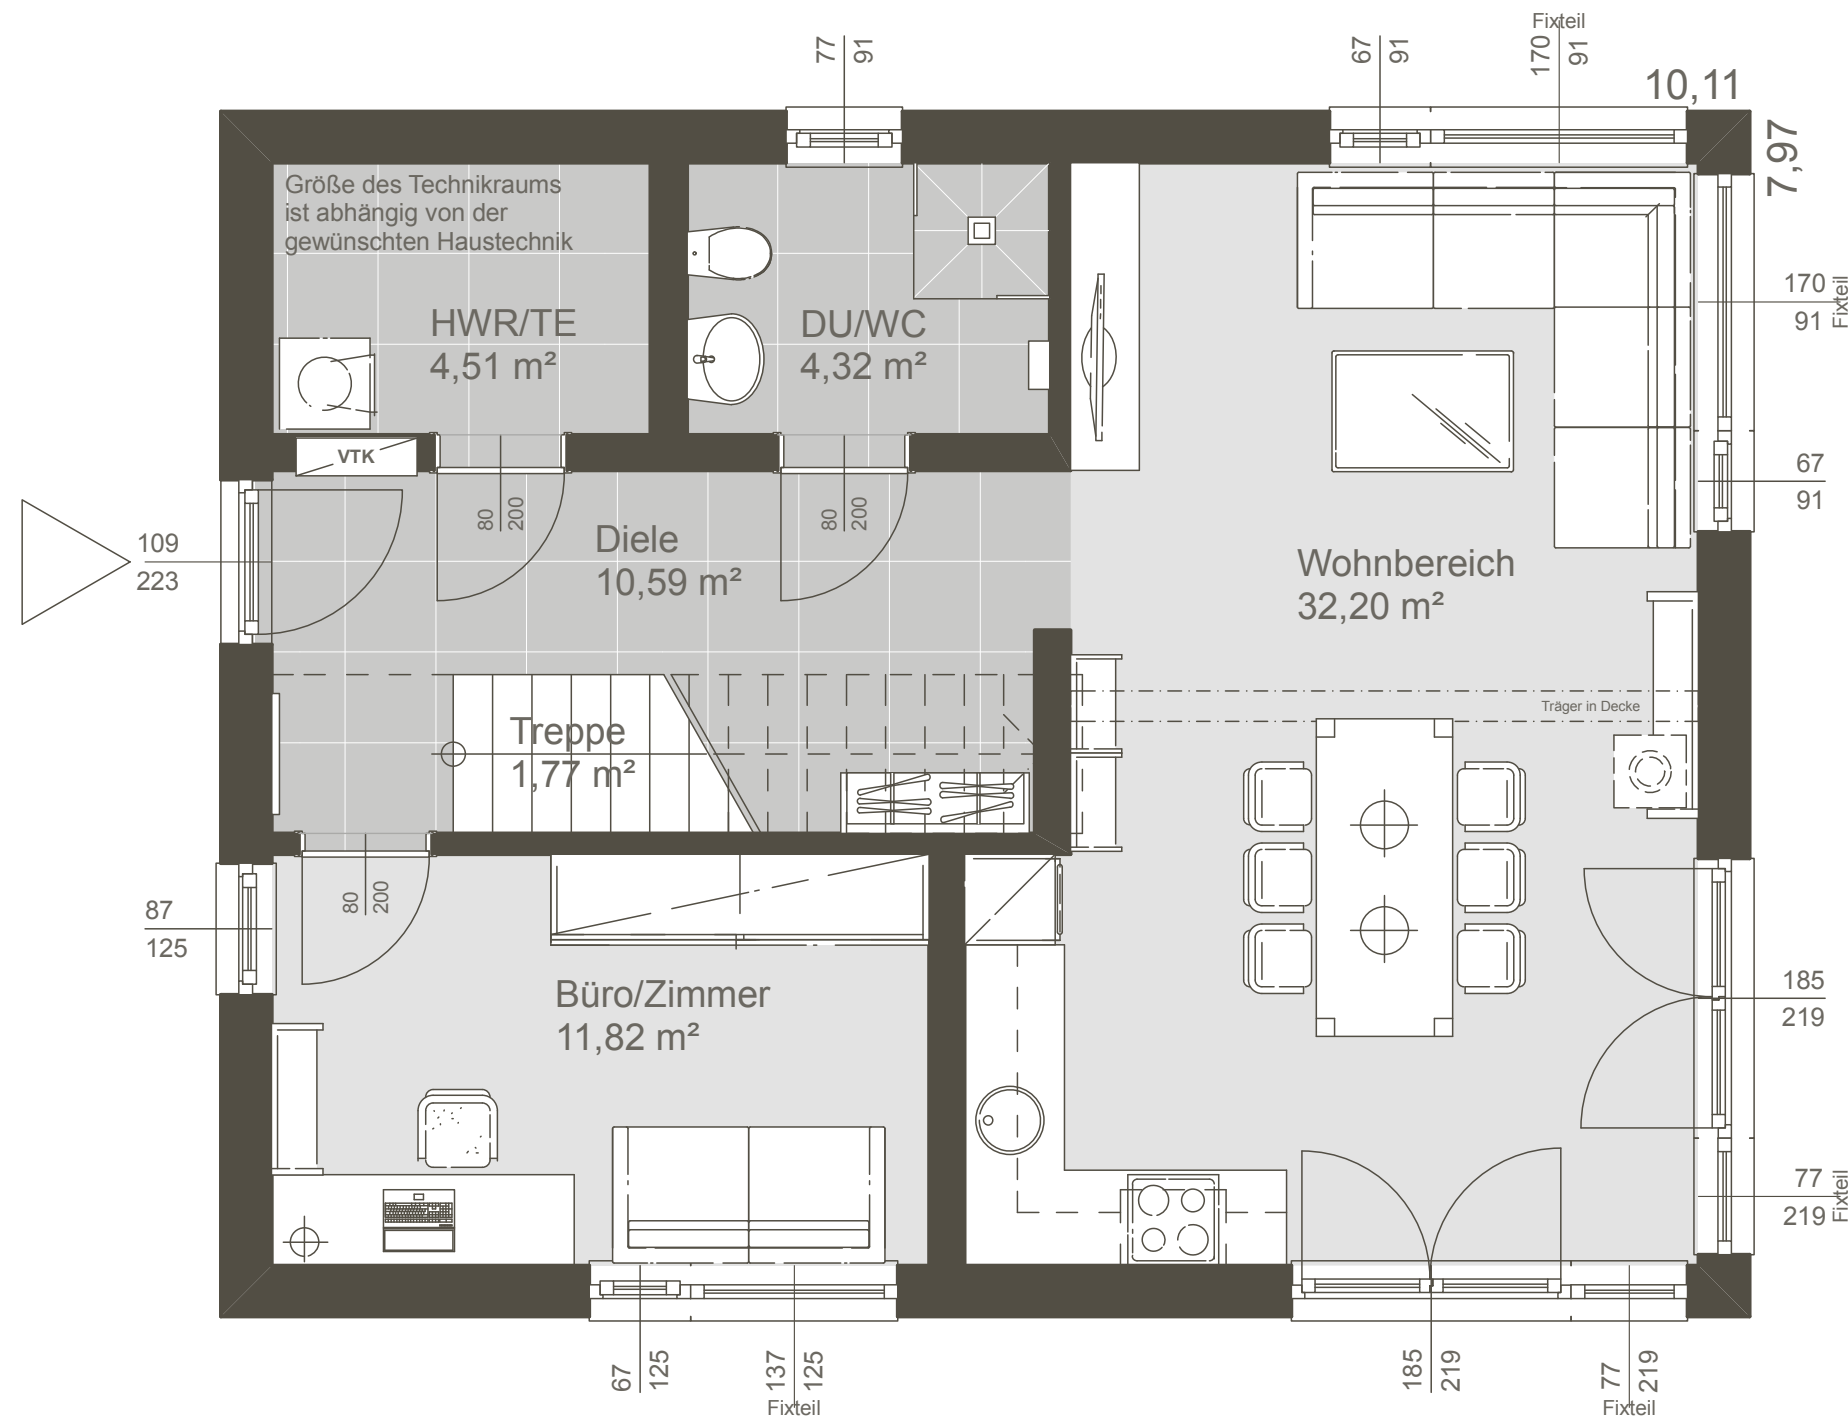 Fixteil
77
91
67
91
170
91
10,11
7,97
Größe des Technikraums
ist abhängig von der
gewünschten Haustechnik
HWR/TE
4,51 m²
DU/WC
4,32 m²
170
91
Fixteil
VTK
67
91
80
200
80
200
109
223
Diele
10,59 m²
Wohnbereich
32,20 m²
Träger in Decke
Treppe
1,77 m²
80
200
87
125
Büro/Zimmer
11,82 m²
185
219
77
219
Fixteil
67
125
137
125
Fixteil
185
219
77
219
Fixteil